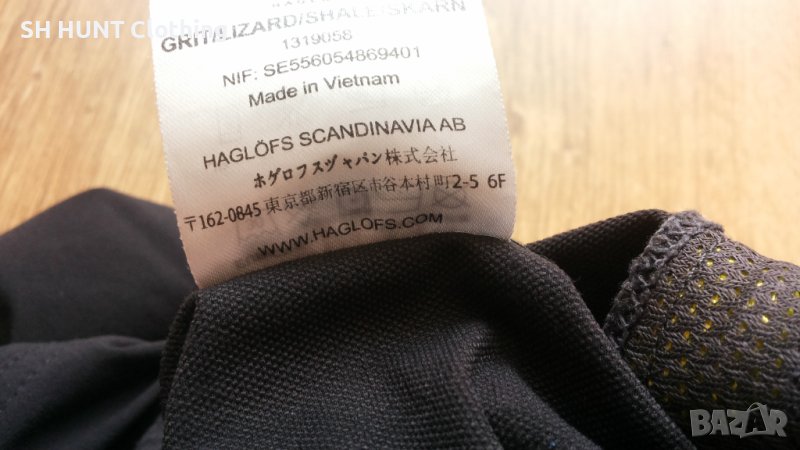 SH HUNT Clothing
GRIT/LIZARD/SHALE/SKARN
1319058
NIF: SE556054869401
Made in Vietnam
HAGLÖFS SCANDINAVIA AB
ホグロフスジャパン株式会社
〒162-0845 東京都新宿区市谷本村町2-5 6F
WWW.HAGLOFS.COM
BAZAR